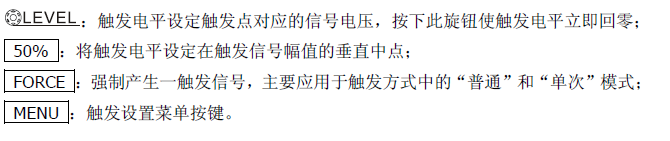 LEVEL：触发电平设定触发点对应的信号电压，按下此旋钮使触发电平立即回零；
50%：将触发电平设定在触发信号幅值的垂直中点；
FORCE：强制产生一触发信号，主要应用于触发方式中的“普通”和“单次”模式；
MENU：触发设置菜单按键。